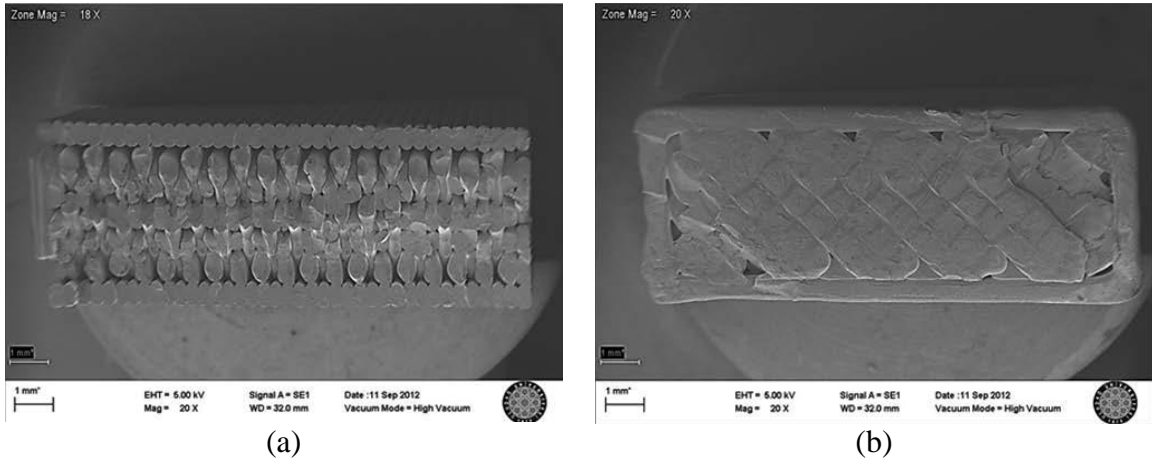 Zone Mag = 18 X
1 mm*
1 mm*
EHT = 5.00 kV Signal A = SE1 Date :11 Sep 2012
Mag = 20 X WD = 32.0 mm Vacuum Mode = High Vacuum
(a)
Zone Mag = 20 X
1 mm*
1 mm*
EHT = 5.00 kV Signal A = SE1 Date :11 Sep 2012
Mag = 20 X WD = 32.0 mm Vacuum Mode = High Vacuum
(b)